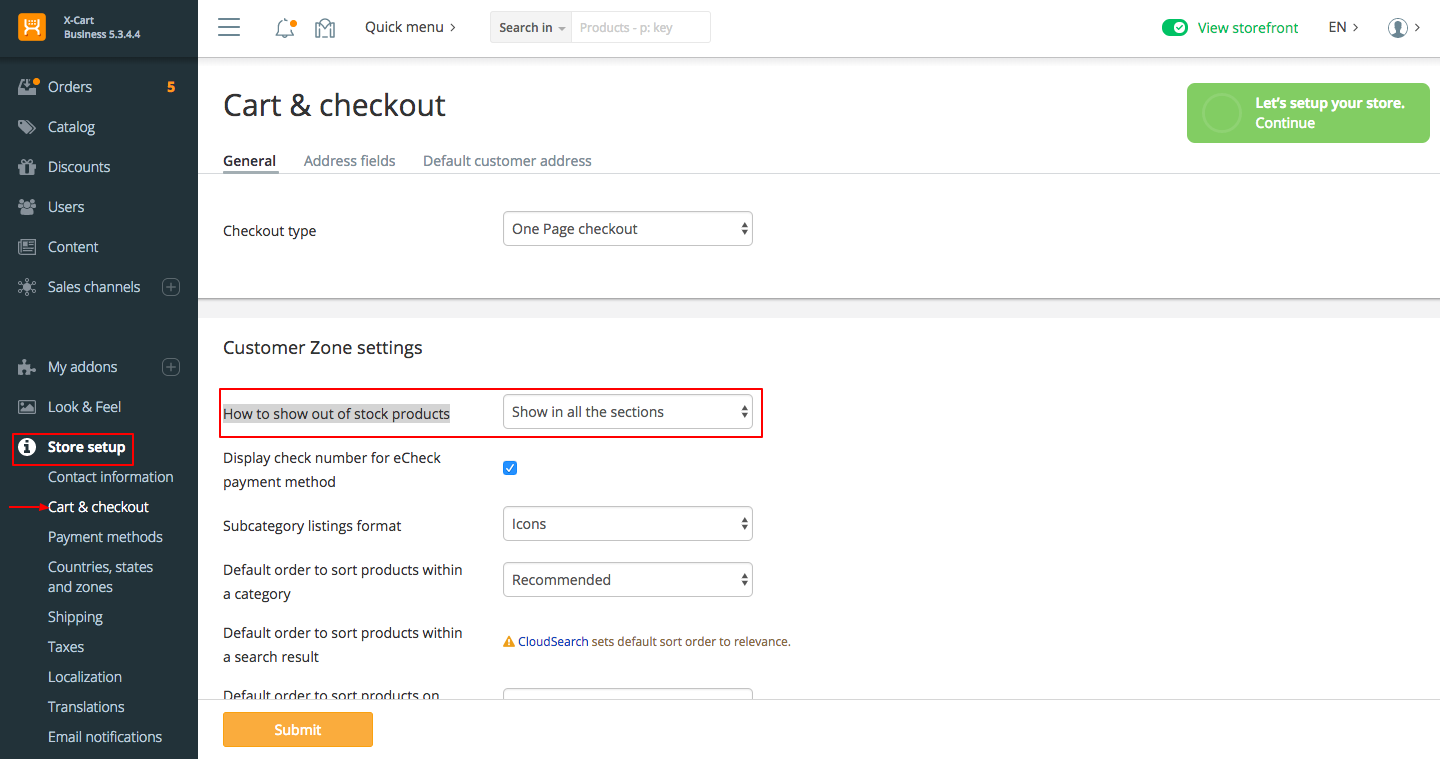 X-Cart
Business 5.3.4.4
Quick menu
Search in
Products - p: key
View storefront
EN
Orders
5
Catalog
Discounts
Users
Content
Sales channels
My addons
Look & Feel
Store setup
Contact information
Cart & checkout
Payment methods
Countries, states
and zones
Shipping
Taxes
Localization
Translations
Email notifications
Cart & checkout
Let's setup your store.
Continue
General
Address fields
Default customer address
Checkout type
One Page checkout
Customer Zone settings
How to show out of stock products
Show in all the sections
Display check number for eCheck
payment method
Subcategory listings format
Icons
Default order to sort products within
a category
Recommended
Default order to sort products within
a search result
CloudSearch sets default sort order to relevance.
Default order to sort products on
Submit